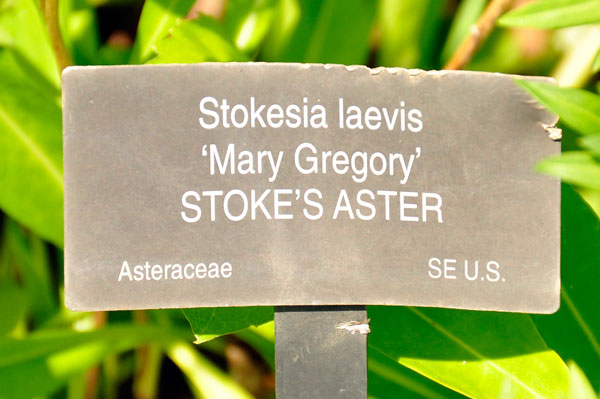 Stokesia laevis
‘Mary Gregory’
STOKE’S ASTER
Asteraceae SE U.S.